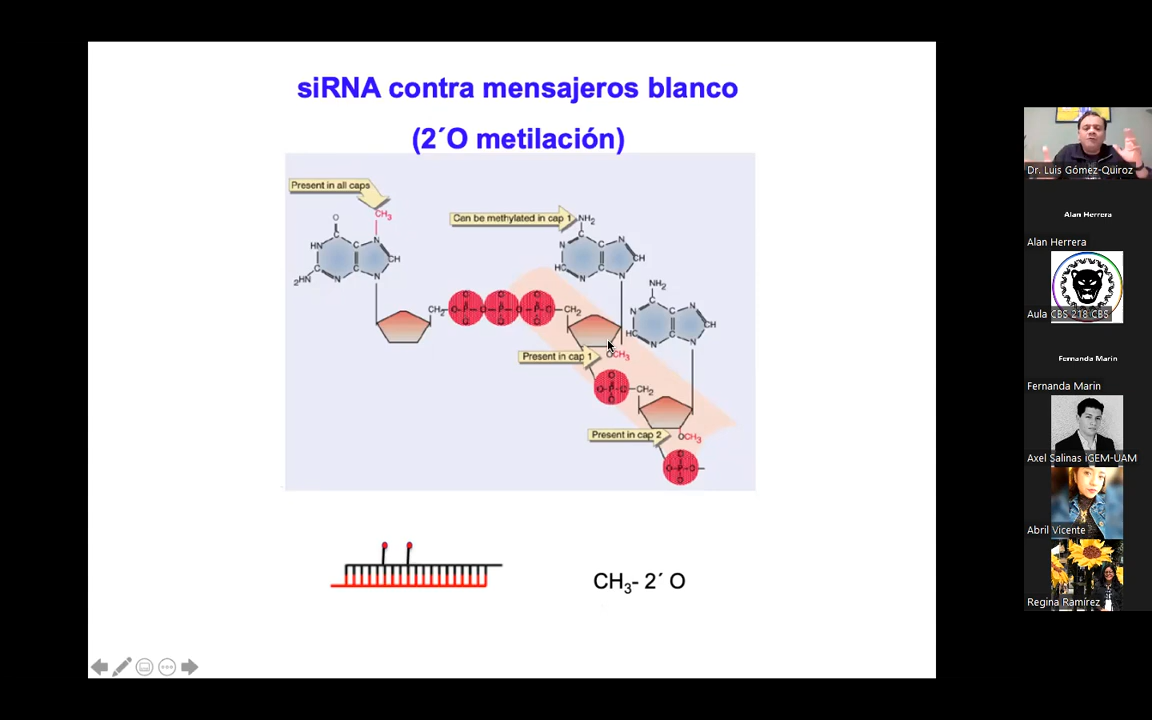 siRNA contra mensajeros blanco
(2´O metilación)
Present in all caps
CH3
O
HN
N
CH
2HN
N
N
Can be methylated in cap 1
NH2
N
C
N
CH
HC
N
N
CH2
O
P
O
P
O
P
O
CH2
NH2
N
C
N
CH
HC
N
N
Present in cap 1
OCH3
O
P
O
CH2
Present in cap 2
OCH3
O
P
O
CH3- 2´ O
Dr. Luis Gómez-Quiroz
Alan Herrera
Alan Herrera
Aula CBS 218 CBS
Fernanda Marin
Fernanda Marin
Axel Salinas iGEM-UAM
Abril Vicente
Regina Ramírez